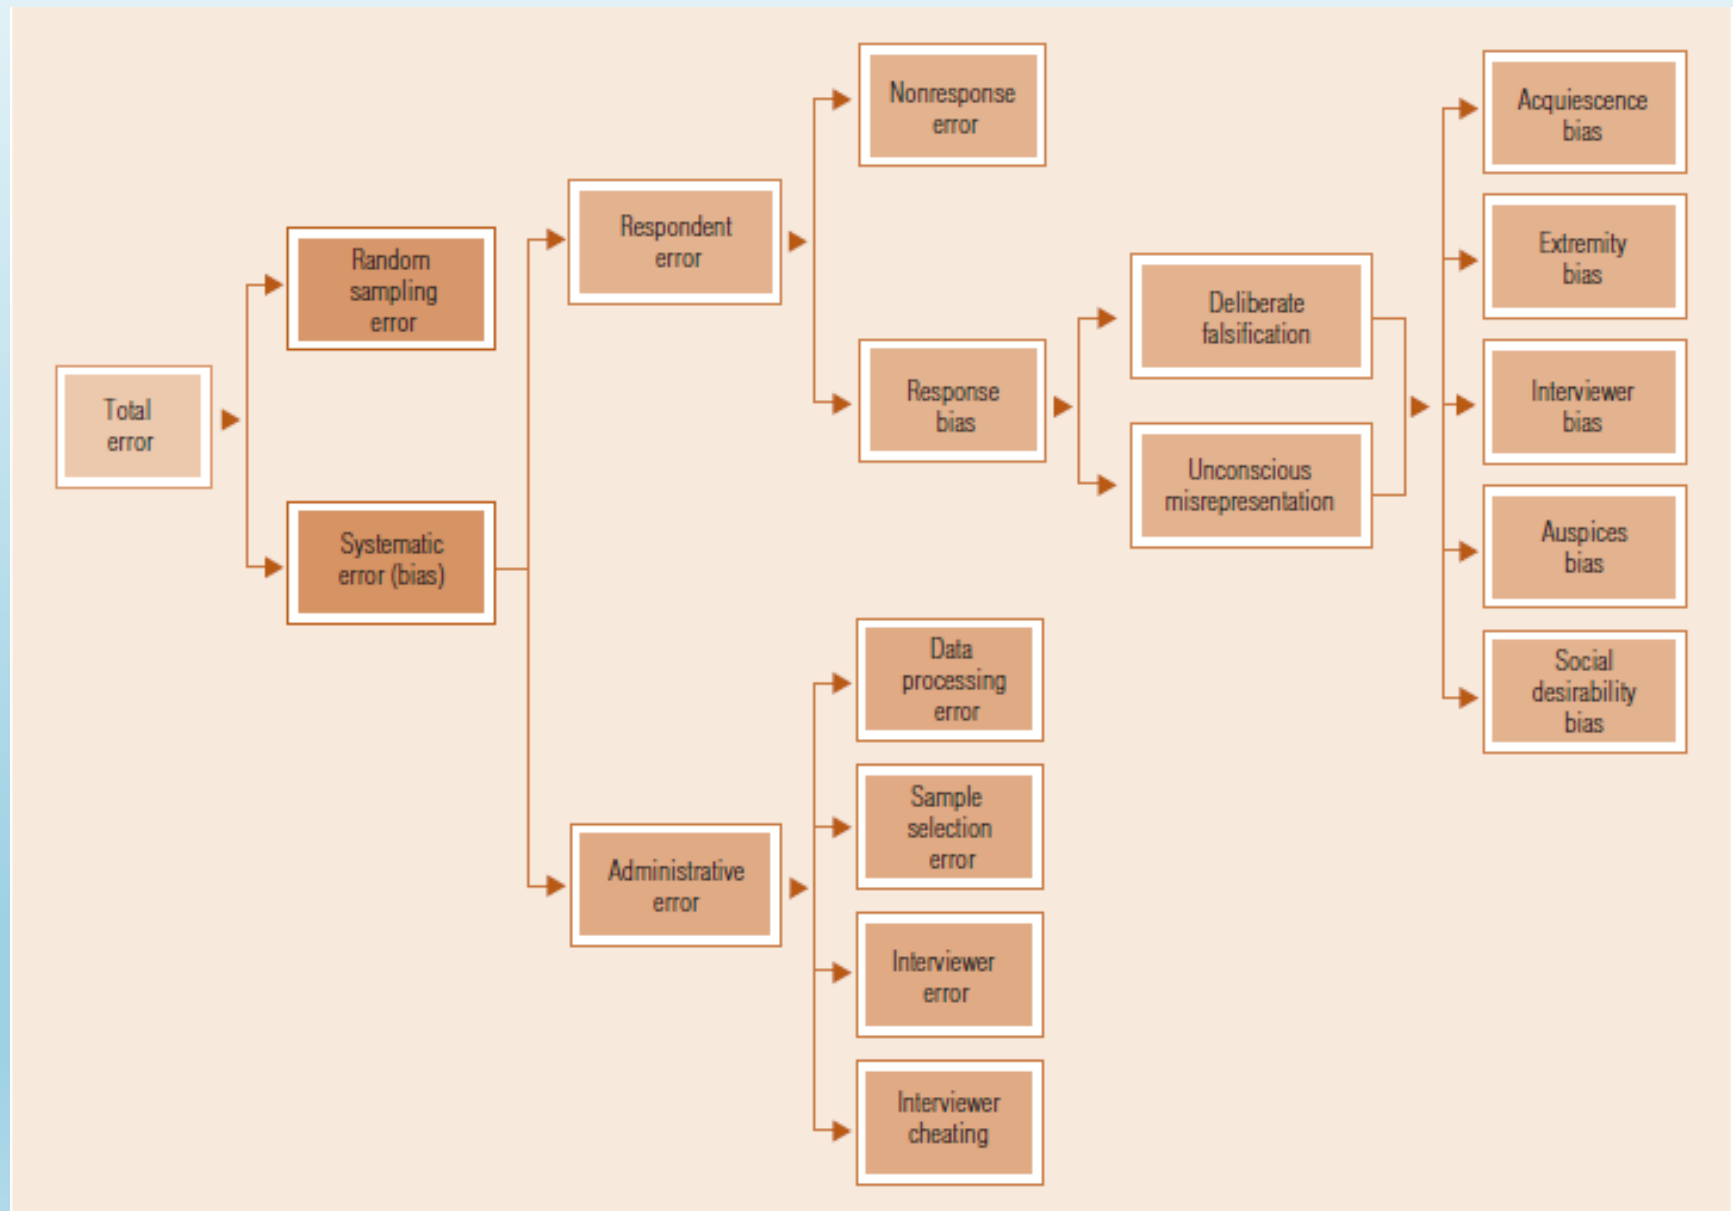 Total
error
Random
sampling
error
Systematic
error (bias)
Respondent
error
Administrative
error
Nonresponse
error
Response
bias
Data
processing
error
Sample
selection
error
Interviewer
error
Interviewer
cheating
Deliberate
falsification
Unconscious
misrepresentation
Acquiescence
bias
Extremity
bias
Interviewer
bias
Auspices
bias
Social
desirability
bias